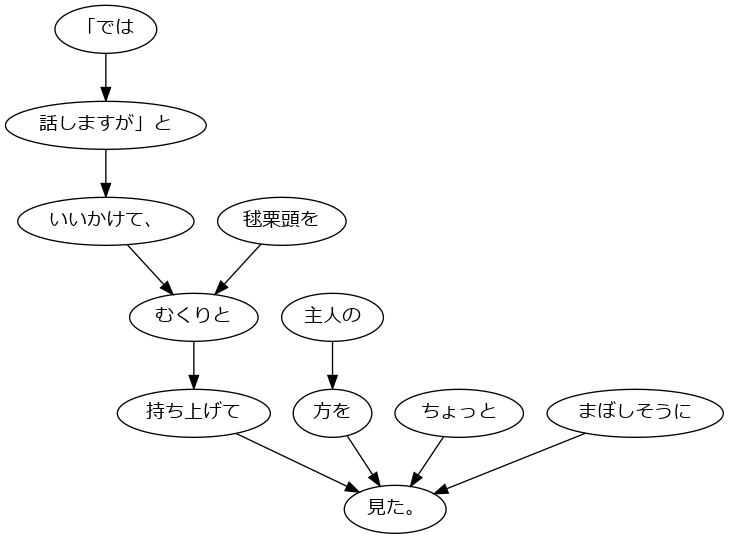 「では
話しますが」と
いいかけて、
毬栗頭を
むくりと
主人の
持ち上げて
方を
ちょっと
まぼしそうに
見た。